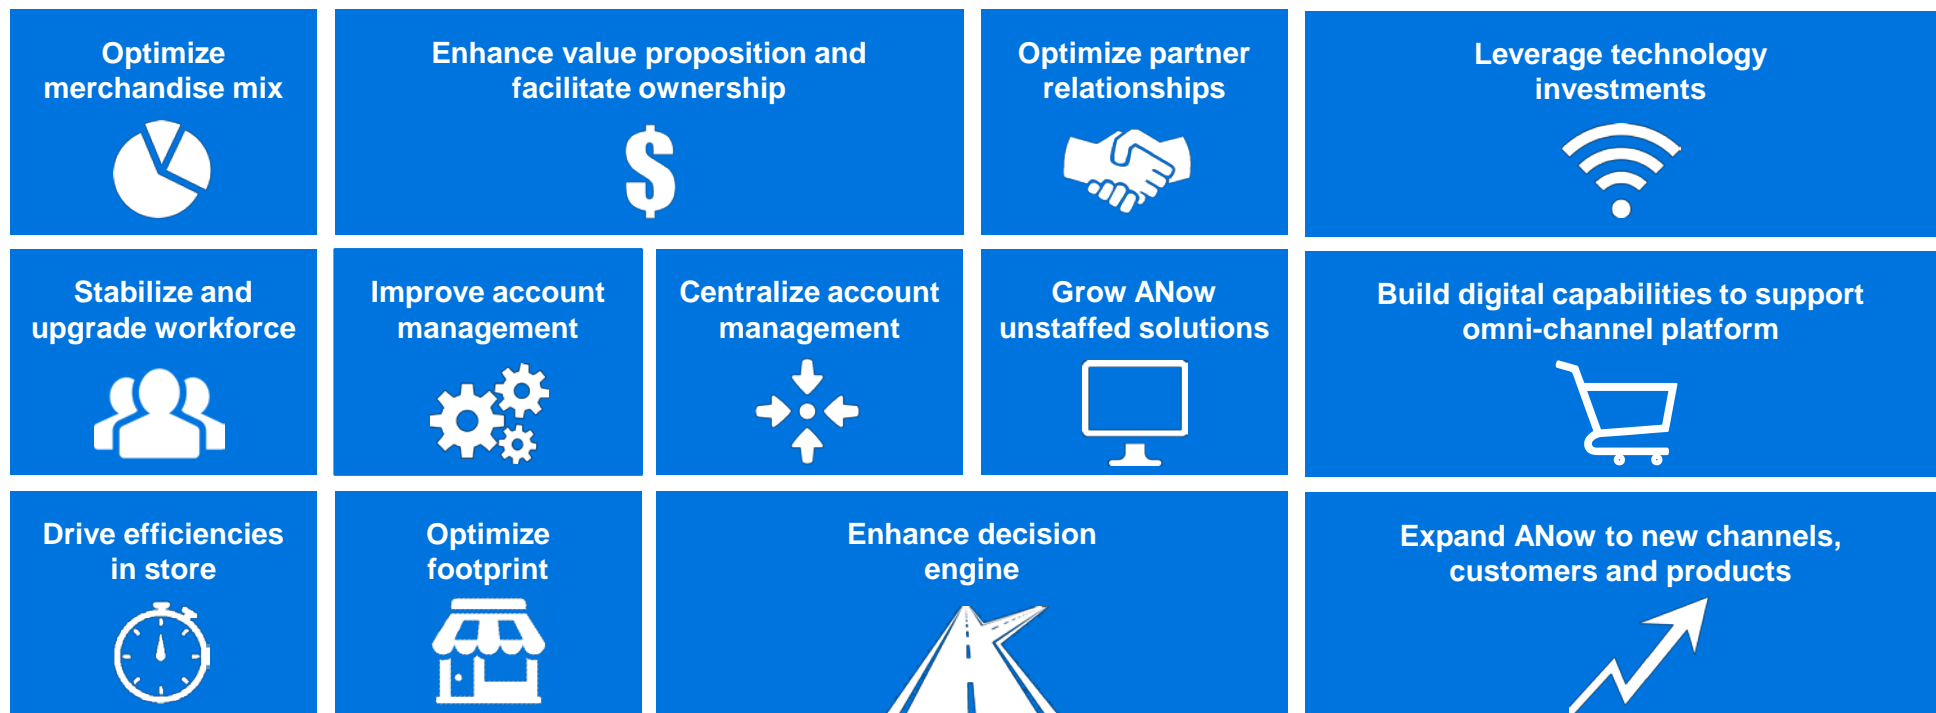 Optimize
merchandise mix
Enhance value proposition and
facilitate ownership
Optimize partner
relationships
Leverage technology
investments
Stabilize and
upgrade workforce
Improve account
management
Centralize account
management
Grow ANow
unstaffed solutions
Build digital capabilities to support
omni-channel platform
Drive efficiencies
in store
Optimize
footprint
Enhance decision
engine
Expand ANow to new channels,
customers and products